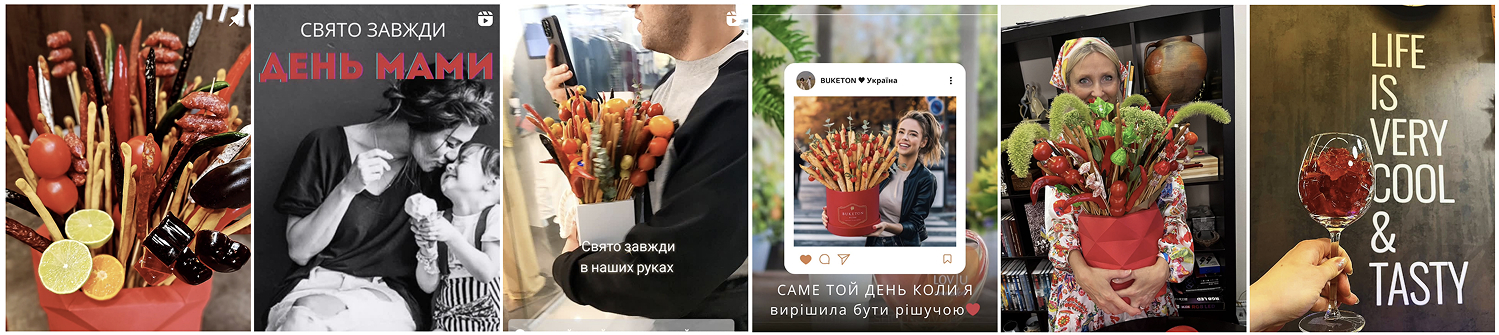 СВЯТО ЗАВЖДИ
ДЕНЬ МАМИ
Свято завжди
в наших руках
BUKETON ♥ Україна
BUKETON
LOV U
САМЕ ТОЙ ДЕНЬ КОЛИ Я
вирішила бути рішучою❤️
LIFE
IS
VERY
COOL
&
TASTY